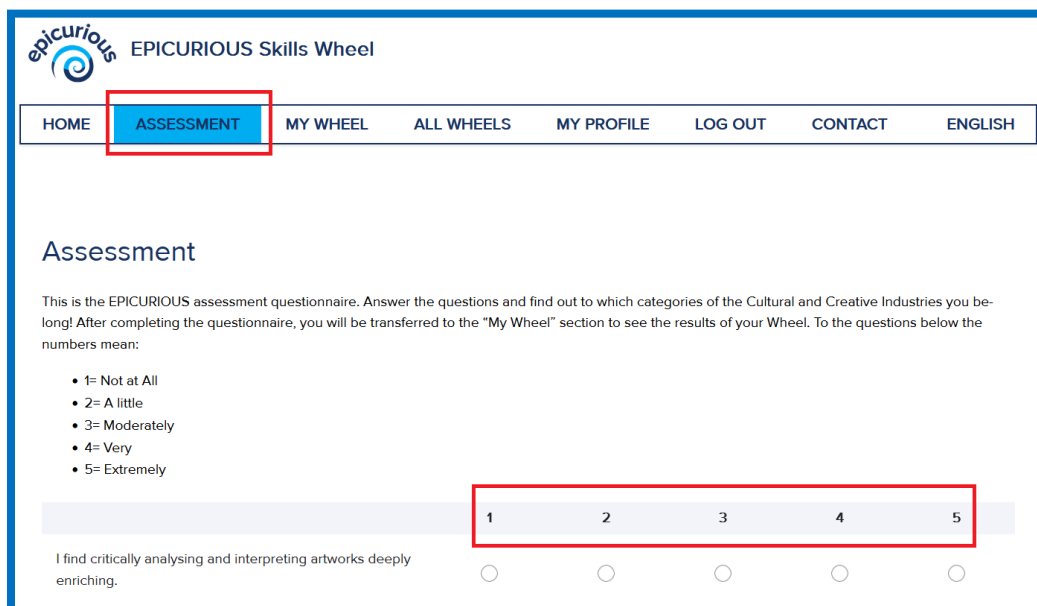 epicurious
EPICURIOUS Skills Wheel
HOME ASSESSMENT MY WHEEL ALL WHEELS MY PROFILE LOG OUT CONTACT ENGLISH
Assessment
This is the EPICURIOUS assessment questionnaire. Answer the questions and find out to which categories of the Cultural and Creative Industries you be-
long! After completing the questionnaire, you will be transferred to the “My Wheel” section to see the results of your Wheel. To the questions below the
numbers mean:
• 1= Not at All
• 2= A little
• 3= Moderately
• 4= Very
• 5= Extremely
1 2 3 4 5
I find critically analysing and interpreting artworks deeply
enriching.